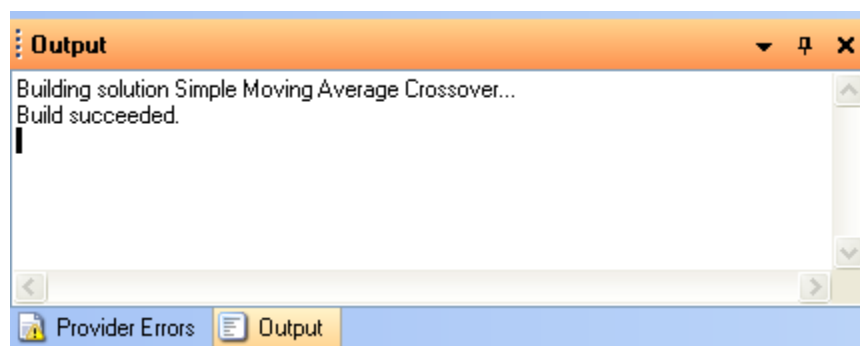 Output
Building solution Simple Moving Average Crossover...
Build succeeded.
Provider Errors
Output